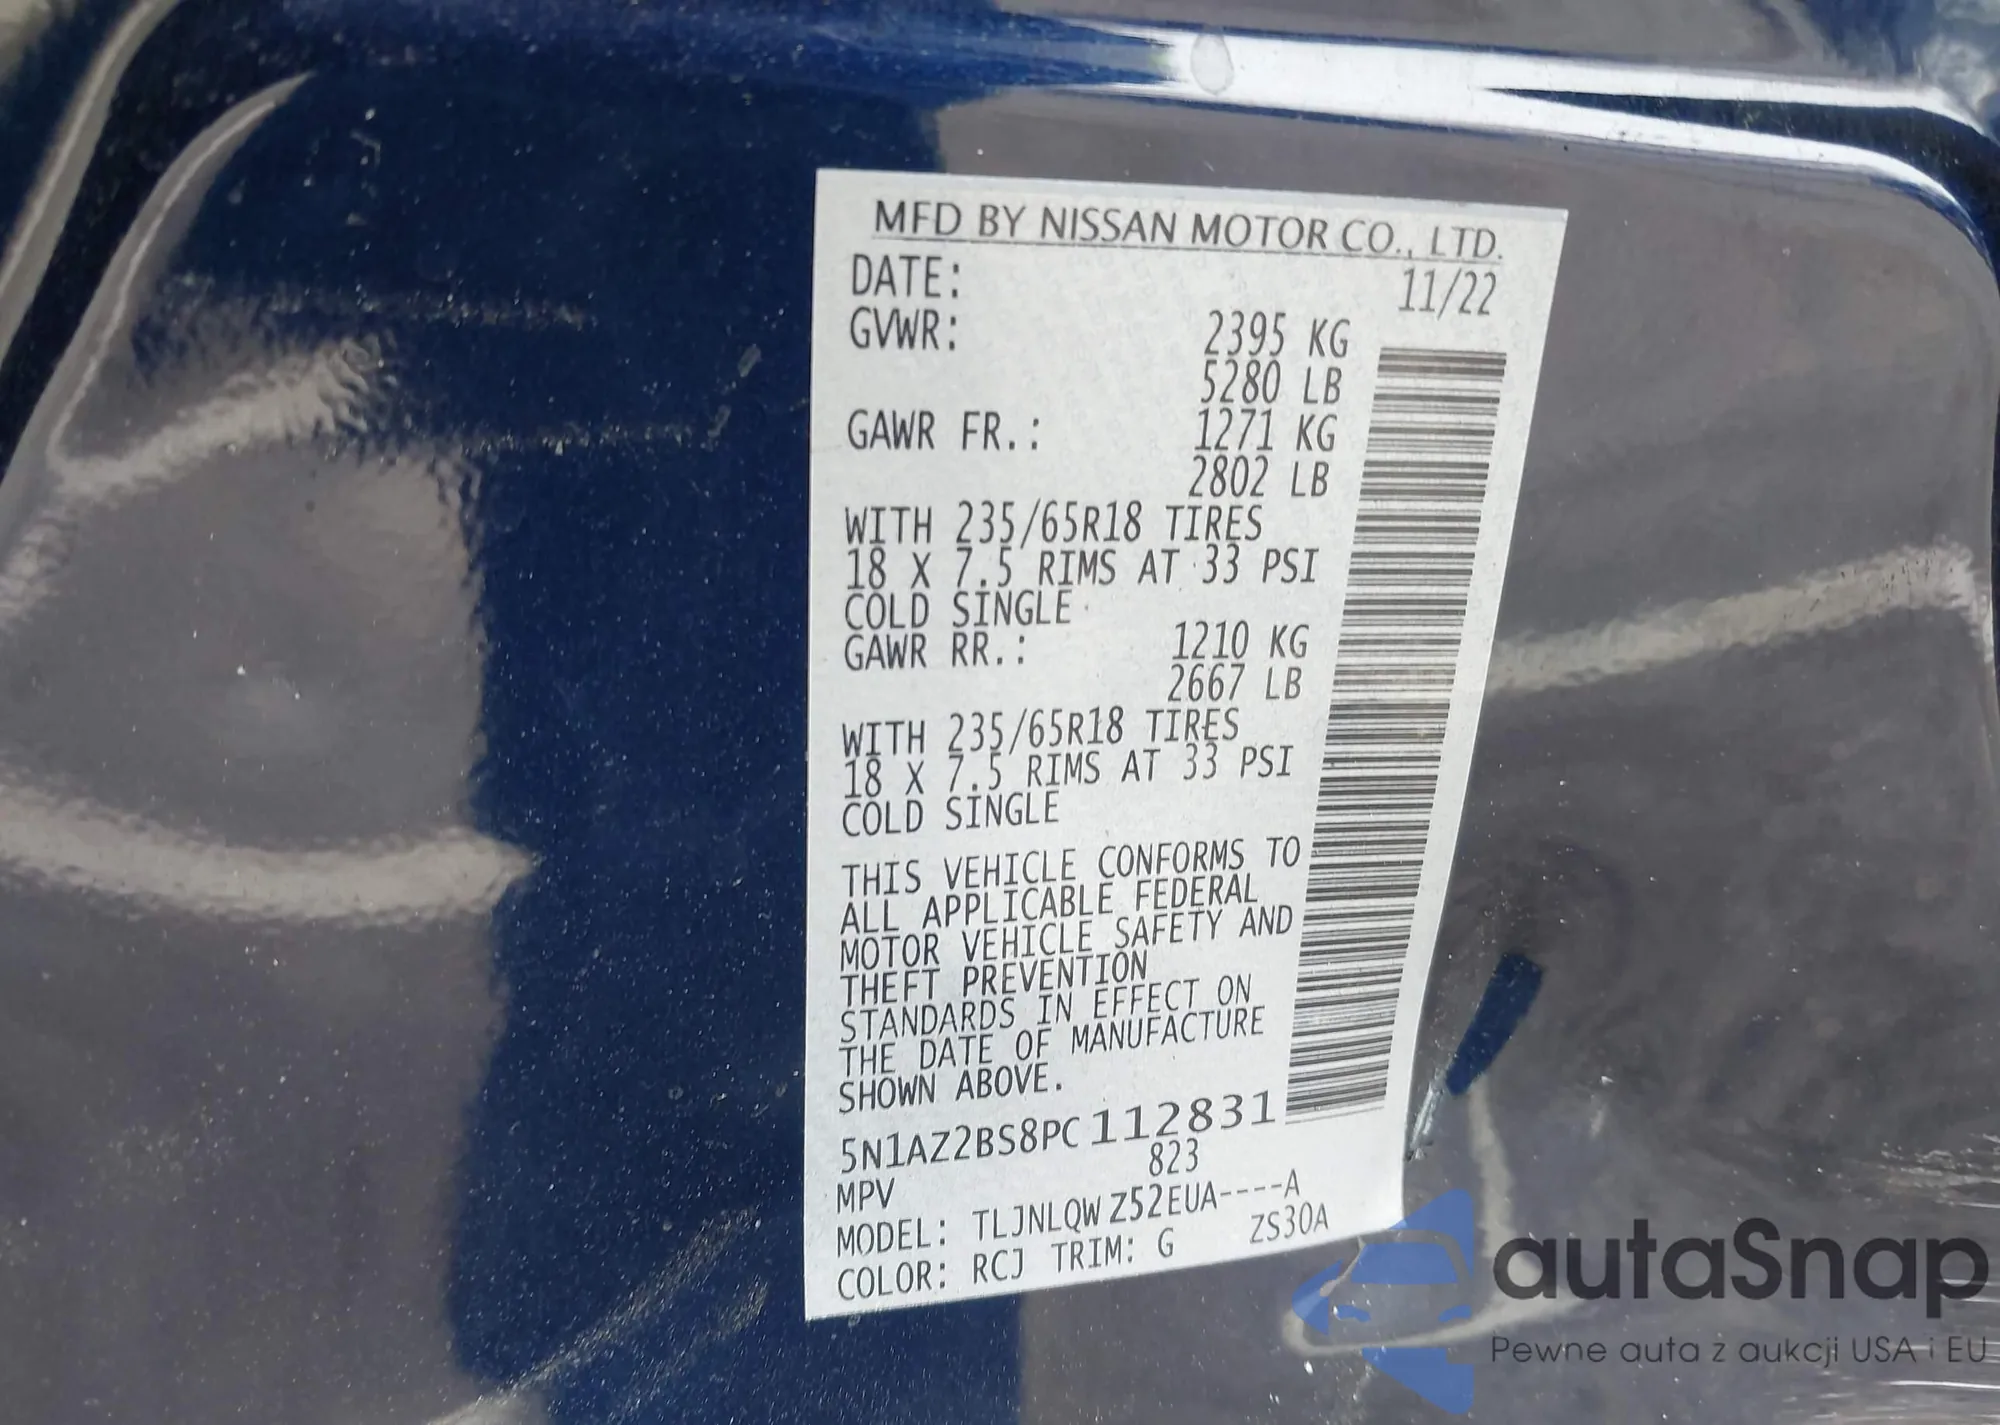 MFD BY NISSAN MOTOR CO., LTD.
DATE: 11/22
GVWR: 2395 KG
5280 LB
GAWR FR.: 1271 KG
2802 LB
WITH 235/65R18 TIRES
18 X 7.5 RIMS AT 33 PSI
COLD SINGLE
GAWR RR.: 1210 KG
2667 LB
WITH 235/65R18 TIRES
18 X 7.5 RIMS AT 33 PSI
COLD SINGLE
THIS VEHICLE CONFORMS TO
ALL APPLICABLE FEDERAL
MOTOR VEHICLE SAFETY AND
THEFT PREVENTION
STANDARDS IN EFFECT ON
THE DATE OF MANUFACTURE
SHOWN ABOVE.
5N1AZ2BS8PC112831
MPV 823
MODEL: TLJNLQW Z52EUA----A
COLOR: RCJ TRIM: G ZS30A
autaSnap
Pewne auta z aukcji USA i EU